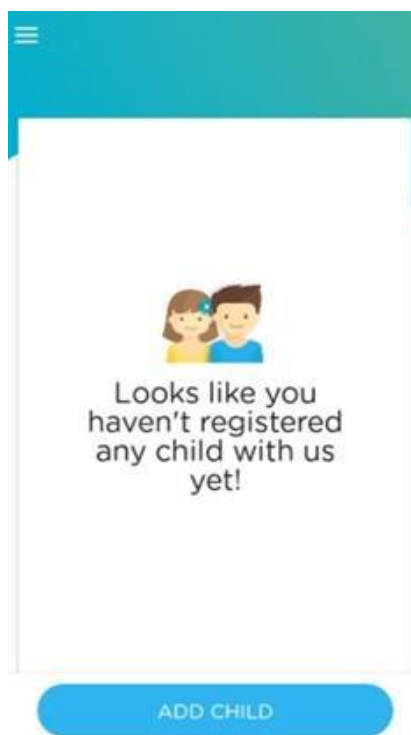 Looks like you
haven't registered
any child with us
yet!
ADD CHILD